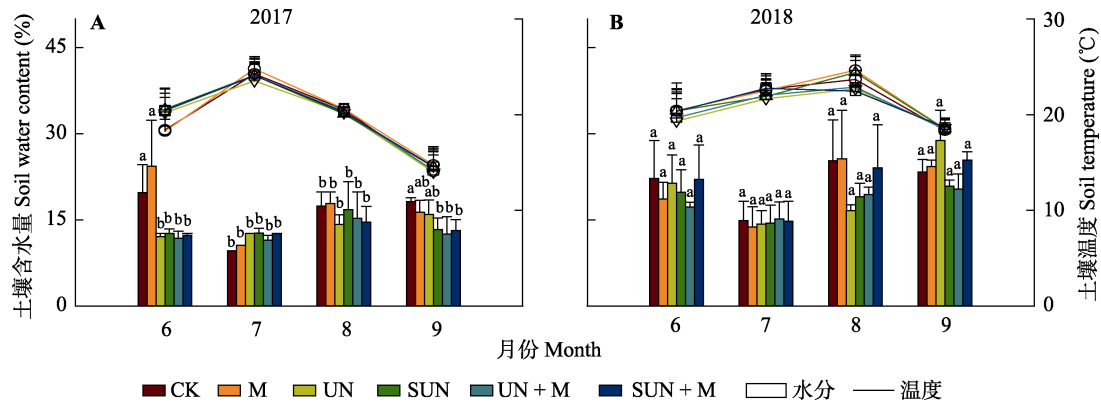 A
2017
B
2018
土壤含水量 Soil water content (%)
45
30
15
0
土壤温度 Soil temperature (℃)
30
20
10
0
a a b b b b
b b b b b b
b b b b b b
a ab ab b b b
a a a a a a
a a a a a a
a a a a a a
a a a a a a
6 7 8 9
6 7 8 9
月份 Month
CK M UN SUN UN + M SUN + M 水分 温度